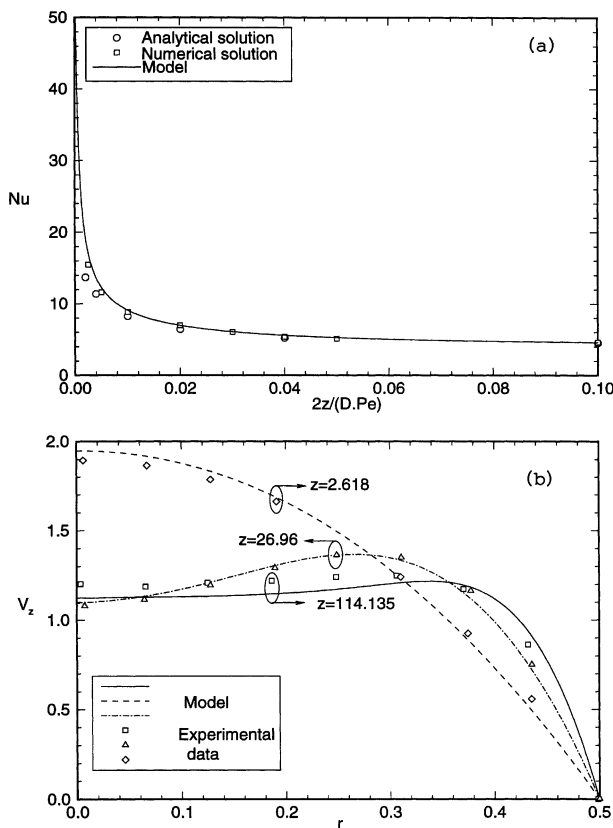 50
40
30
20
10
0
Nu
Analytical solution
Numerical solution
Model
(a)
0.00
0.02
0.04
0.06
0.08
0.10
2z/(D.Pe)
2.0
1.5
1.0
0.5
0.0
Vz
(b)
z=2.618
z=26.96
z=114.135
Model
Experimental
data
0.0
0.1
0.2
0.3
0.4
0.5
r